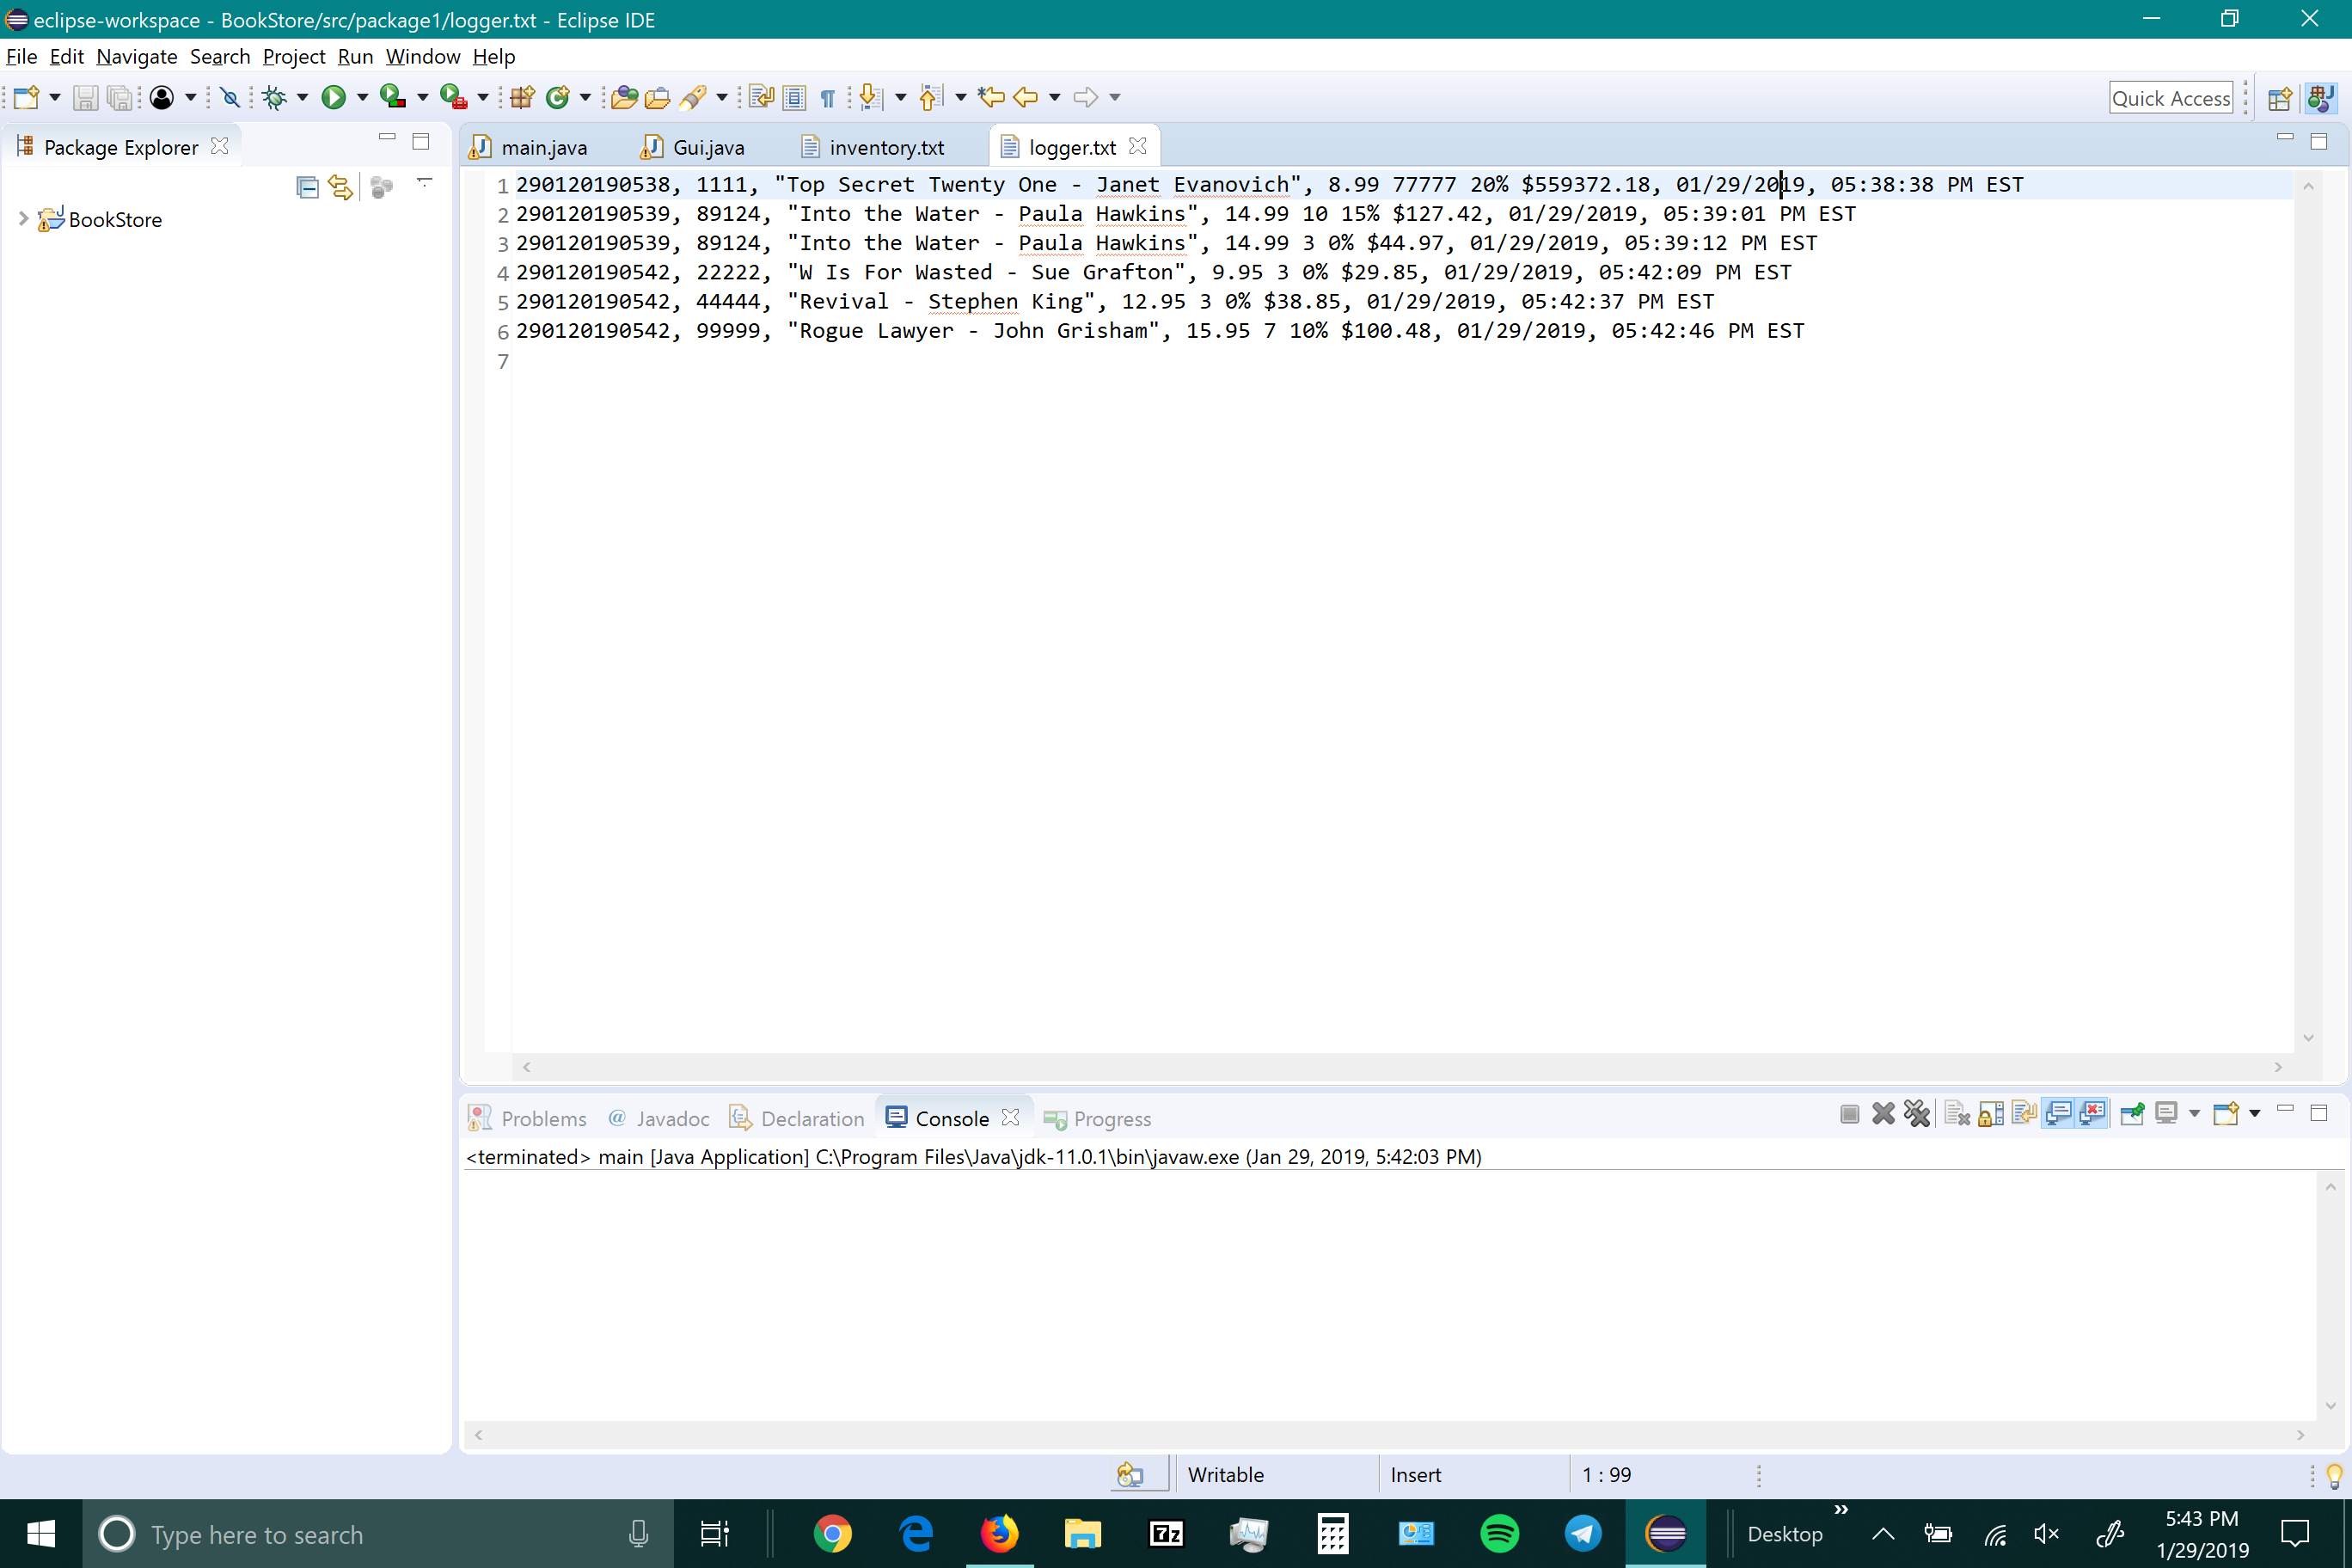 eclipse-workspace - BookStore/src/package1/logger.txt - Eclipse IDE
File Edit Navigate Search Project Run Window Help
Quick Access
Package Explorer
main.java Gui.java inventory.txt logger.txt
BookStore
1 290120190538, 1111, "Top Secret Twenty One - Janet Evanovich", 8.99 77777 20% $559372.18, 01/29/2019, 05:38:38 PM EST
2 290120190539, 89124, "Into the Water - Paula Hawkins", 14.99 10 15% $127.42, 01/29/2019, 05:39:01 PM EST
3 290120190539, 89124, "Into the Water - Paula Hawkins", 14.99 3 0% $44.97, 01/29/2019, 05:39:12 PM EST
4 290120190542, 22222, "W Is For Wasted - Sue Grafton", 9.95 3 0% $29.85, 01/29/2019, 05:42:09 PM EST
5 290120190542, 44444, "Revival - Stephen King", 12.95 3 0% $38.85, 01/29/2019, 05:42:37 PM EST
6 290120190542, 99999, "Rogue Lawyer - John Grisham", 15.95 7 10% $100.48, 01/29/2019, 05:42:46 PM EST
7
Problems @ Javadoc Declaration Console Progress
<terminated> main [Java Application] C:\Program Files\Java\jdk-11.0.1\bin\javaw.exe (Jan 29, 2019, 5:42:03 PM)
Writable Insert 1 : 99
Type here to search
7z
Desktop
5:43 PM
1/29/2019